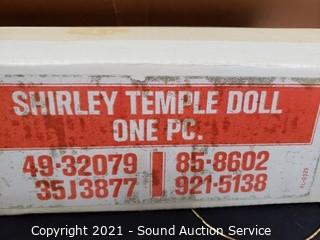 SHIRLEY TEMPLE DOLL
ONE PC.
49-32079 85-8602
35J3877 921-5138
Copyright 2021 - Sound Auction Service